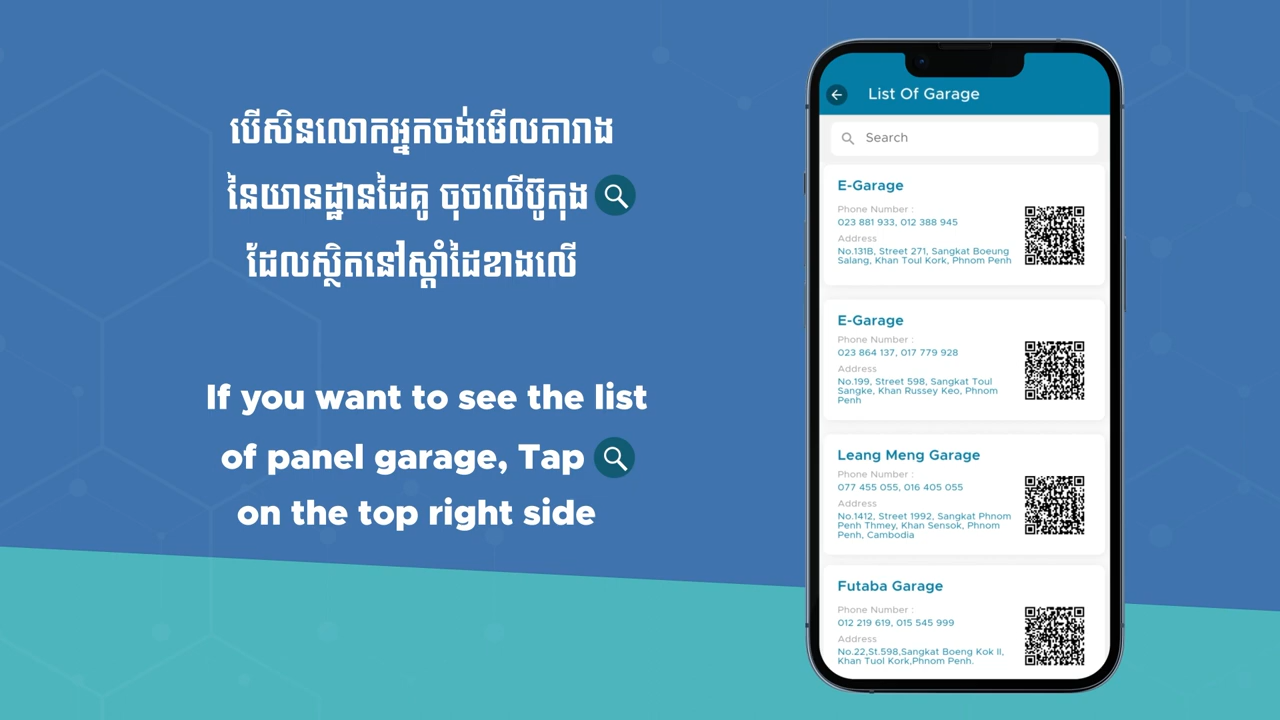 បើសិនលោកអ្នកចង់មើលតារាង
នៃយានដ្ឋានដៃគូ ចុចលើប៊ូតុង
ដែលស្ថិតនៅស្តាំដៃខាងលើ
If you want to see the list
of panel garage, Tap
on the top right side
List Of Garage
Search
E-Garage
Phone Number :
023 881 933, 012 388 945
Address
No.131B, Street 271, Sangkat Boeung
Salang, Khan Toul Kork, Phnom Penh
E-Garage
Phone Number :
023 864 137, 017 779 928
Address
No.199, Street 598, Sangkat Toul
Sangke, Khan Russey Keo, Phnom
Penh
Leang Meng Garage
Phone Number :
077 455 055, 016 405 055
Address
No.1412, Street 1992, Sangkat Phnom
Penh Thmey, Khan Sensok, Phnom
Penh, Cambodia
Futaba Garage
Phone Number :
012 219 619, 015 545 999
Address
No.22,St.598,Sangkat Boeng Kok II,
Khan Tuol Kork,Phnom Penh.